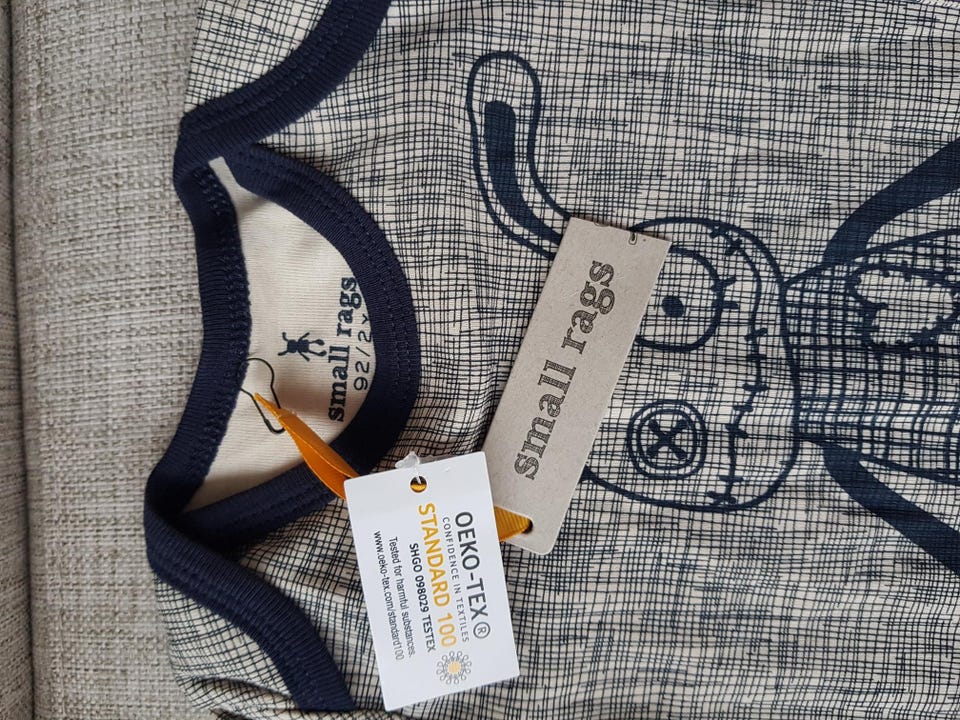 small rags
92/2
small rags
OEKO-TEX®
CONFIDENCE IN TEXTILES
STANDARD 100
SHGO 098029 TESTEX
Tested for harmful substances.
www.oeko-tex.com/standard100